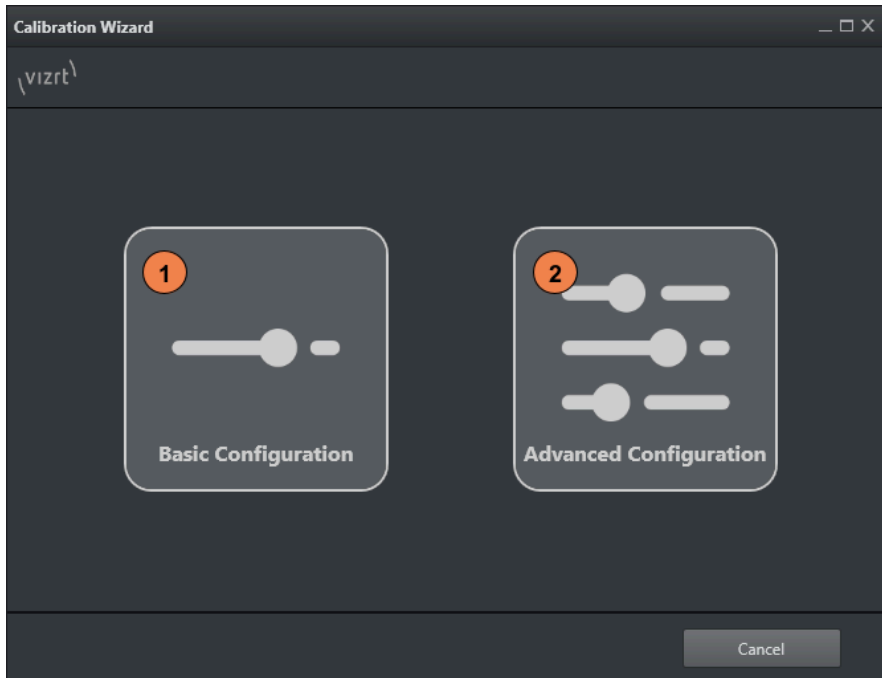 Calibration Wizard
vizrt
1
2
Basic Configuration
Advanced Configuration
Cancel